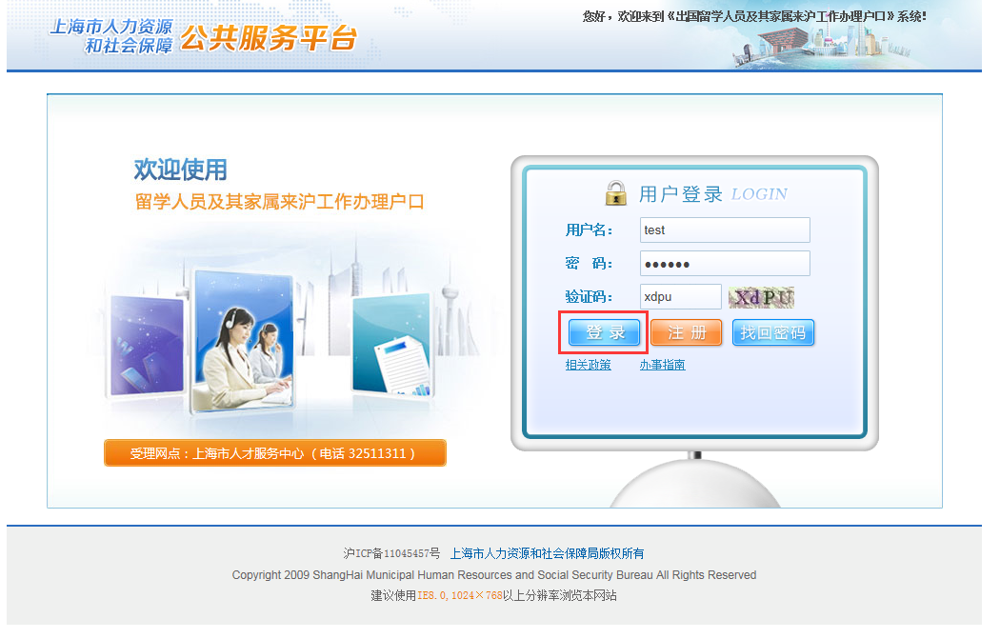 上海市人力资源
和社会保障
公共服务平台
您好，欢迎来到《出国留学人员及其家属来沪工作办理户口》系统！
欢迎使用
留学人员及其家属来沪工作办理户口
用户登录 LOGIN
用户名： test
密 码： ●●●●●●
验证码： xdpu XdPU
登 录 注 册 找回密码
相关政策 办事指南
受理网点：上海市人才服务中心（电话 32511311）
沪ICP备11045457号 上海市人力资源和社会保障局版权所有
Copyright 2009 ShangHai Municipal Human Resources and Social Security Bureau All Rights Reserved
建议使用IE8.0,1024×768以上分辨率浏览本网站